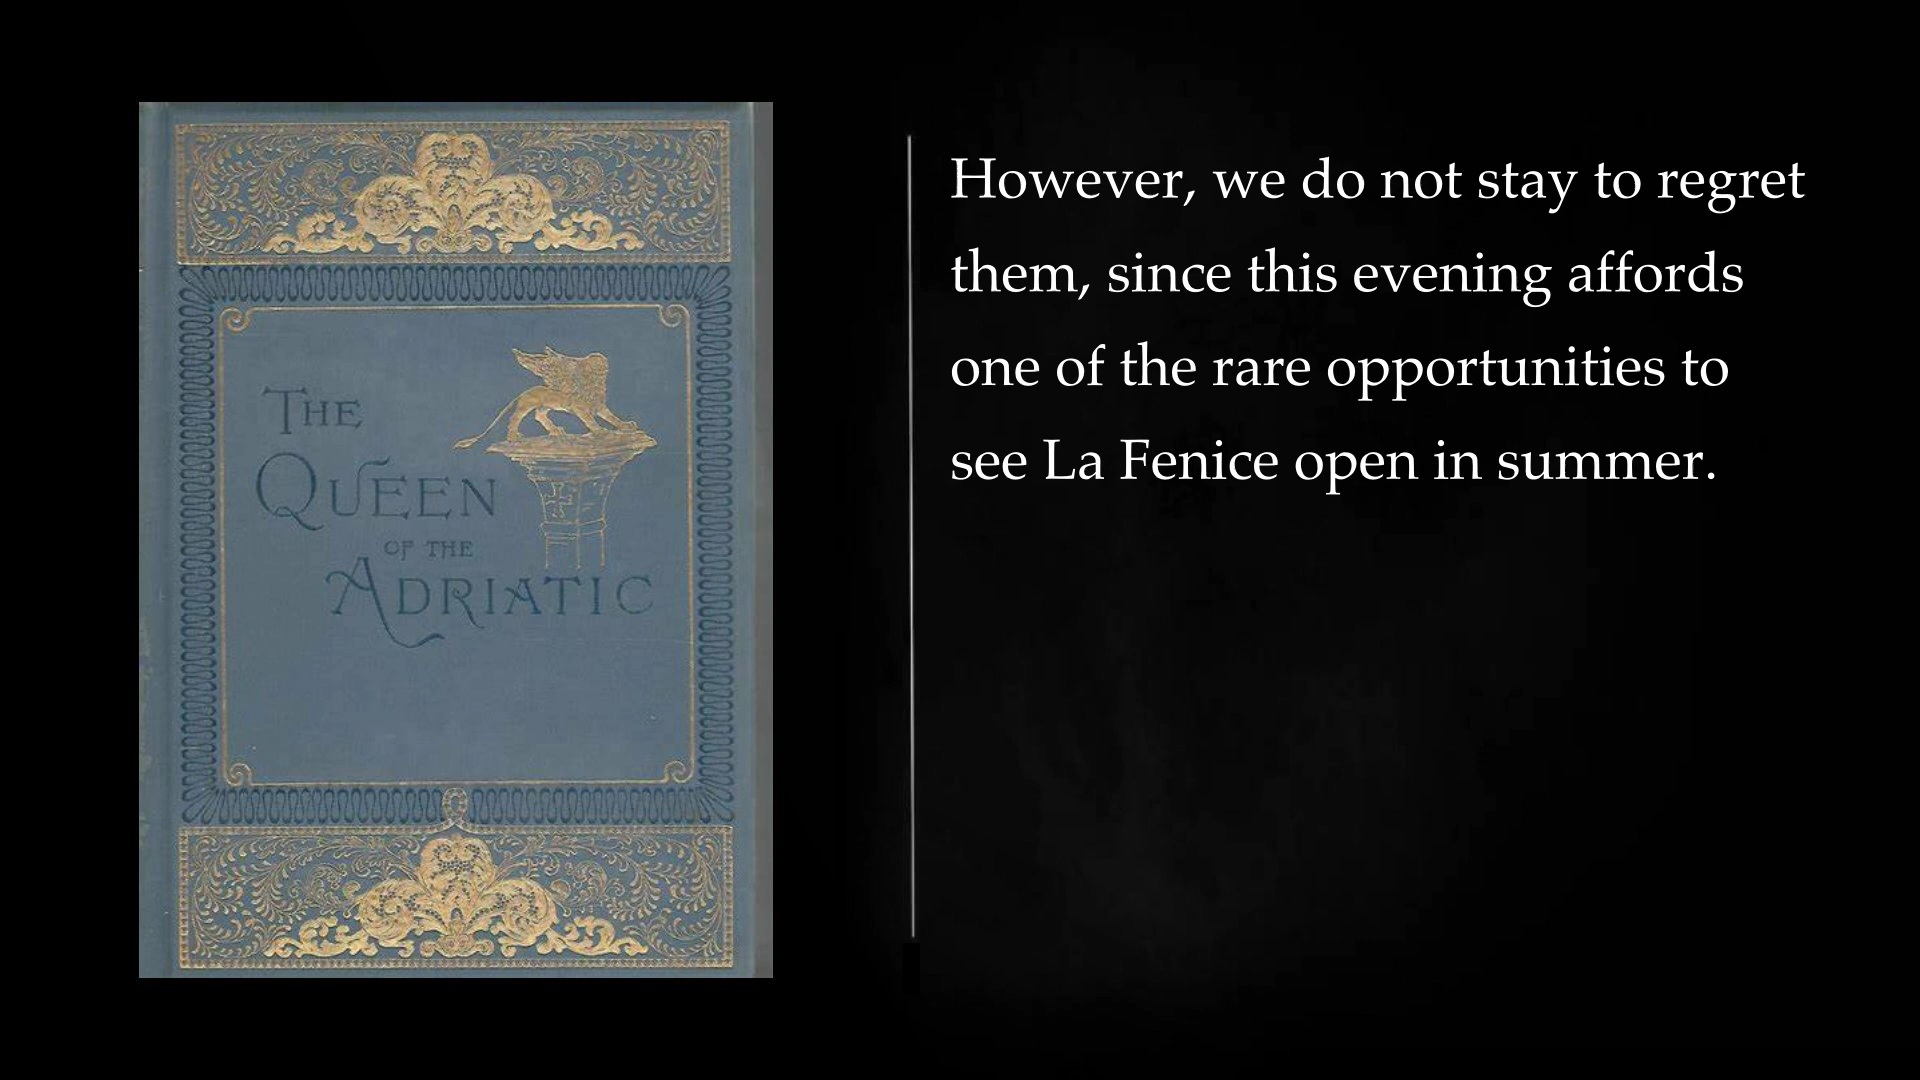 THE
QUEEN
OF THE
ADRIATIC
However, we do not stay to regret
them, since this evening affords
one of the rare opportunities to
see La Fenice open in summer.